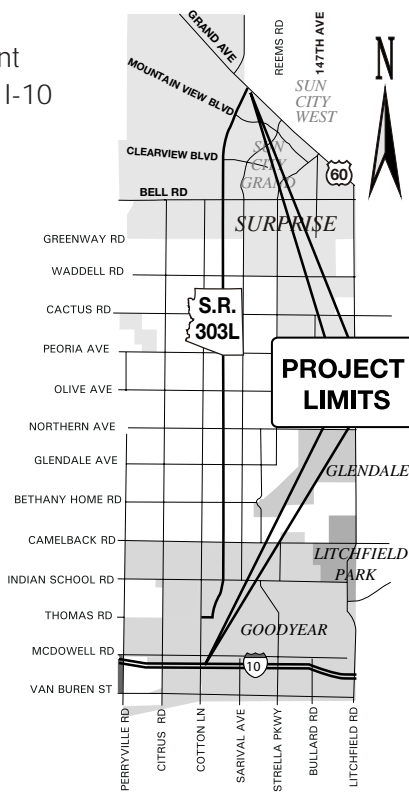 nt
I-10
GRAND AVE
REEMS RD
147TH AVE
N
MOUNTAIN VIEW BLVD
SUN
CITY
WEST
CLEARVIEW BLVD
SUN
CITY
GRAND
60
BELL RD
SURPRISE
GREENWAY RD
WADDELL RD
CACTUS RD
S.R.
303L
PEORIA AVE
PROJECT
LIMITS
OLIVE AVE
NORTHERN AVE
GLENDALE AVE
GLENDALE
BETHANY HOME RD
CAMELBACK RD
LITCHFIELD
PARK
INDIAN SCHOOL RD
THOMAS RD
GOODYEAR
MCDOWELL RD
10
VAN BUREN ST
PERRYVILLE RD
CITRUS RD
COTTON LN
SARIVAL AVE
STRELLA PKWY
BULLARD RD
LITCHFIELD RD